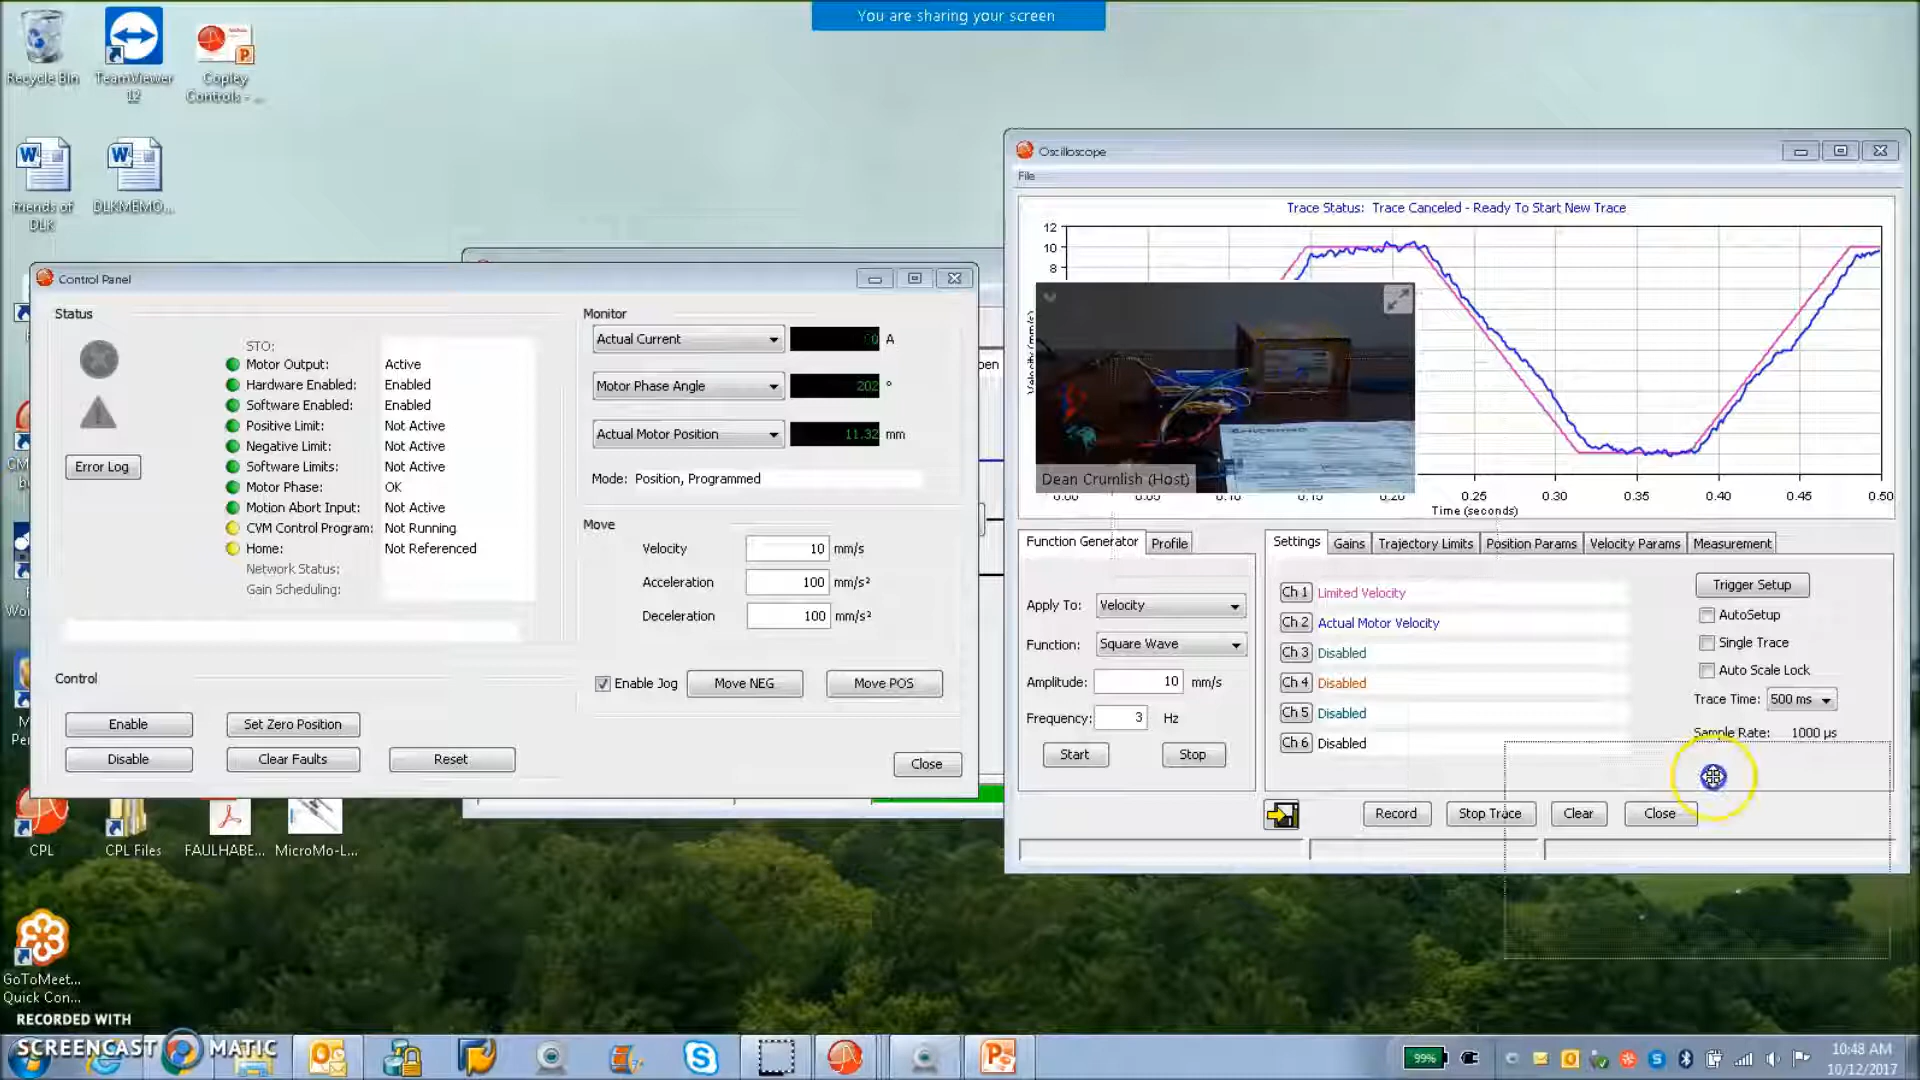 You are sharing your screen
Recycle Bin
TeamViewer 12
Copley Controls - ...
friends of DLK
DLKMEMO...
Control Panel
Status
STO:
Motor Output: Active
Hardware Enabled: Enabled
Software Enabled: Enabled
Positive Limit: Not Active
Negative Limit: Not Active
Software Limits: Not Active
Motor Phase: OK
Motion Abort Input: Not Active
CVM Control Program: Not Running
Home: Not Referenced
Network Status:
Gain Scheduling:
Error Log
Monitor
Actual Current A
Motor Phase Angle 202 °
Actual Motor Position 11.32 mm
Mode: Position, Programmed
Move
Velocity 10 mm/s
Acceleration 100 mm/s²
Deceleration 100 mm/s²
Enable Jog Move NEG Move POS
Control
Enable Set Zero Position
Disable Clear Faults Reset Close
Oscilloscope
File
Trace Status: Trace Canceled - Ready To Start New Trace
12
10
8
Dean Crumlish (Host)
0.00 0.05 0.15 0.20 0.25 0.30 0.35 0.40 0.45 0.50
Time (seconds)
Function Generator Profile
Apply To: Velocity
Function: Square Wave
Amplitude: 10 mm/s
Frequency: 3 Hz
Start Stop
Settings Gains Trajectory Limits Position Params Velocity Params Measurement
Ch 1 Limited Velocity
Ch 2 Actual Motor Velocity
Ch 3 Disabled
Ch 4 Disabled
Ch 5 Disabled
Ch 6 Disabled
Trigger Setup
AutoSetup
Single Trace
Auto Scale Lock
Trace Time: 500 ms
Sample Rate: 1000 µs
Record Stop Trace Clear Close
CPL
CPL Files
FAULHABE...
MicroMo-L...
GoToMeet... Quick Con...
RECORDED WITH
SCREENCAST MATIC
99%
10:48 AM
10/12/2017